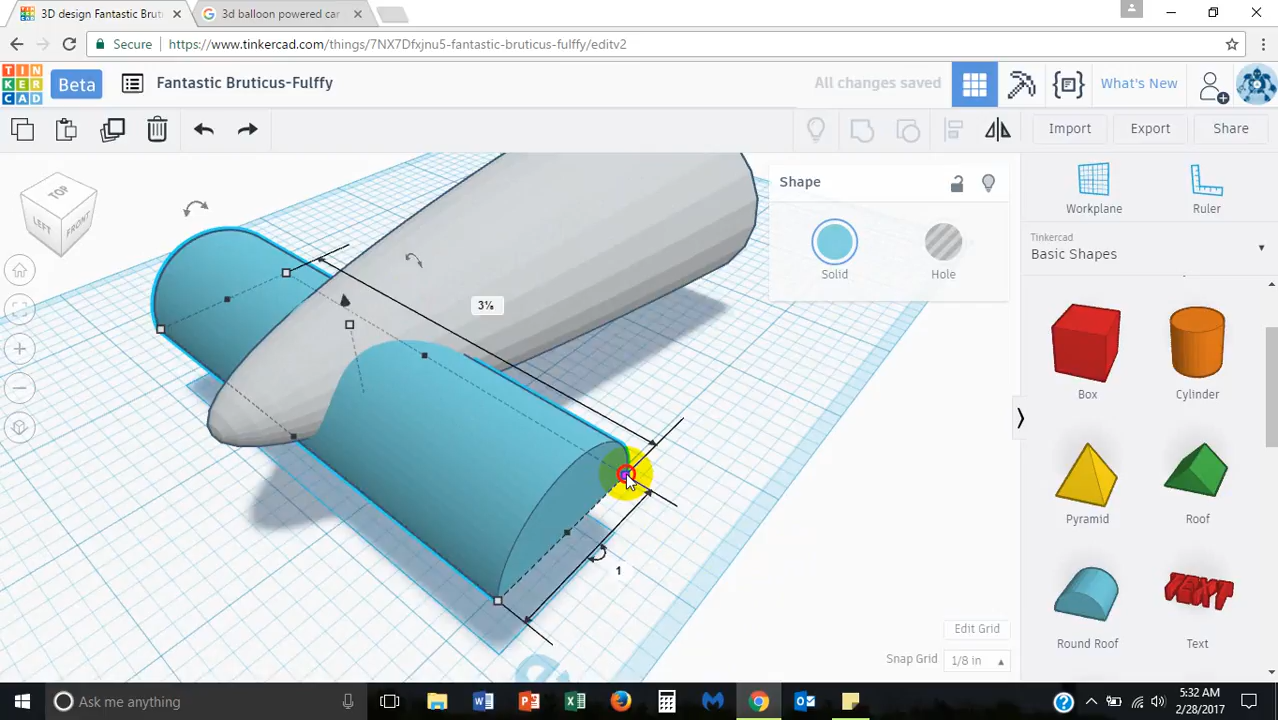 3D design Fantastic Bruti
3d balloon powered car
Secure
https://www.tinkercad.com/things/7NX7Dfxjnu5-fantastic-bruticus-fulffy/editv2
TIN
KER
CAD
Beta
Fantastic Bruticus-Fulffy
All changes saved
What's New
Import
Export
Share
TOP
LEFT
FRONT
Shape
Solid
Hole
Workplane
Ruler
Tinkercad
Basic Shapes
3⅛
1
Box
Cylinder
Pyramid
Roof
Round Roof
TEXT
Text
Edit Grid
Snap Grid
1/8 in
Ask me anything
5:32 AM
2/28/2017